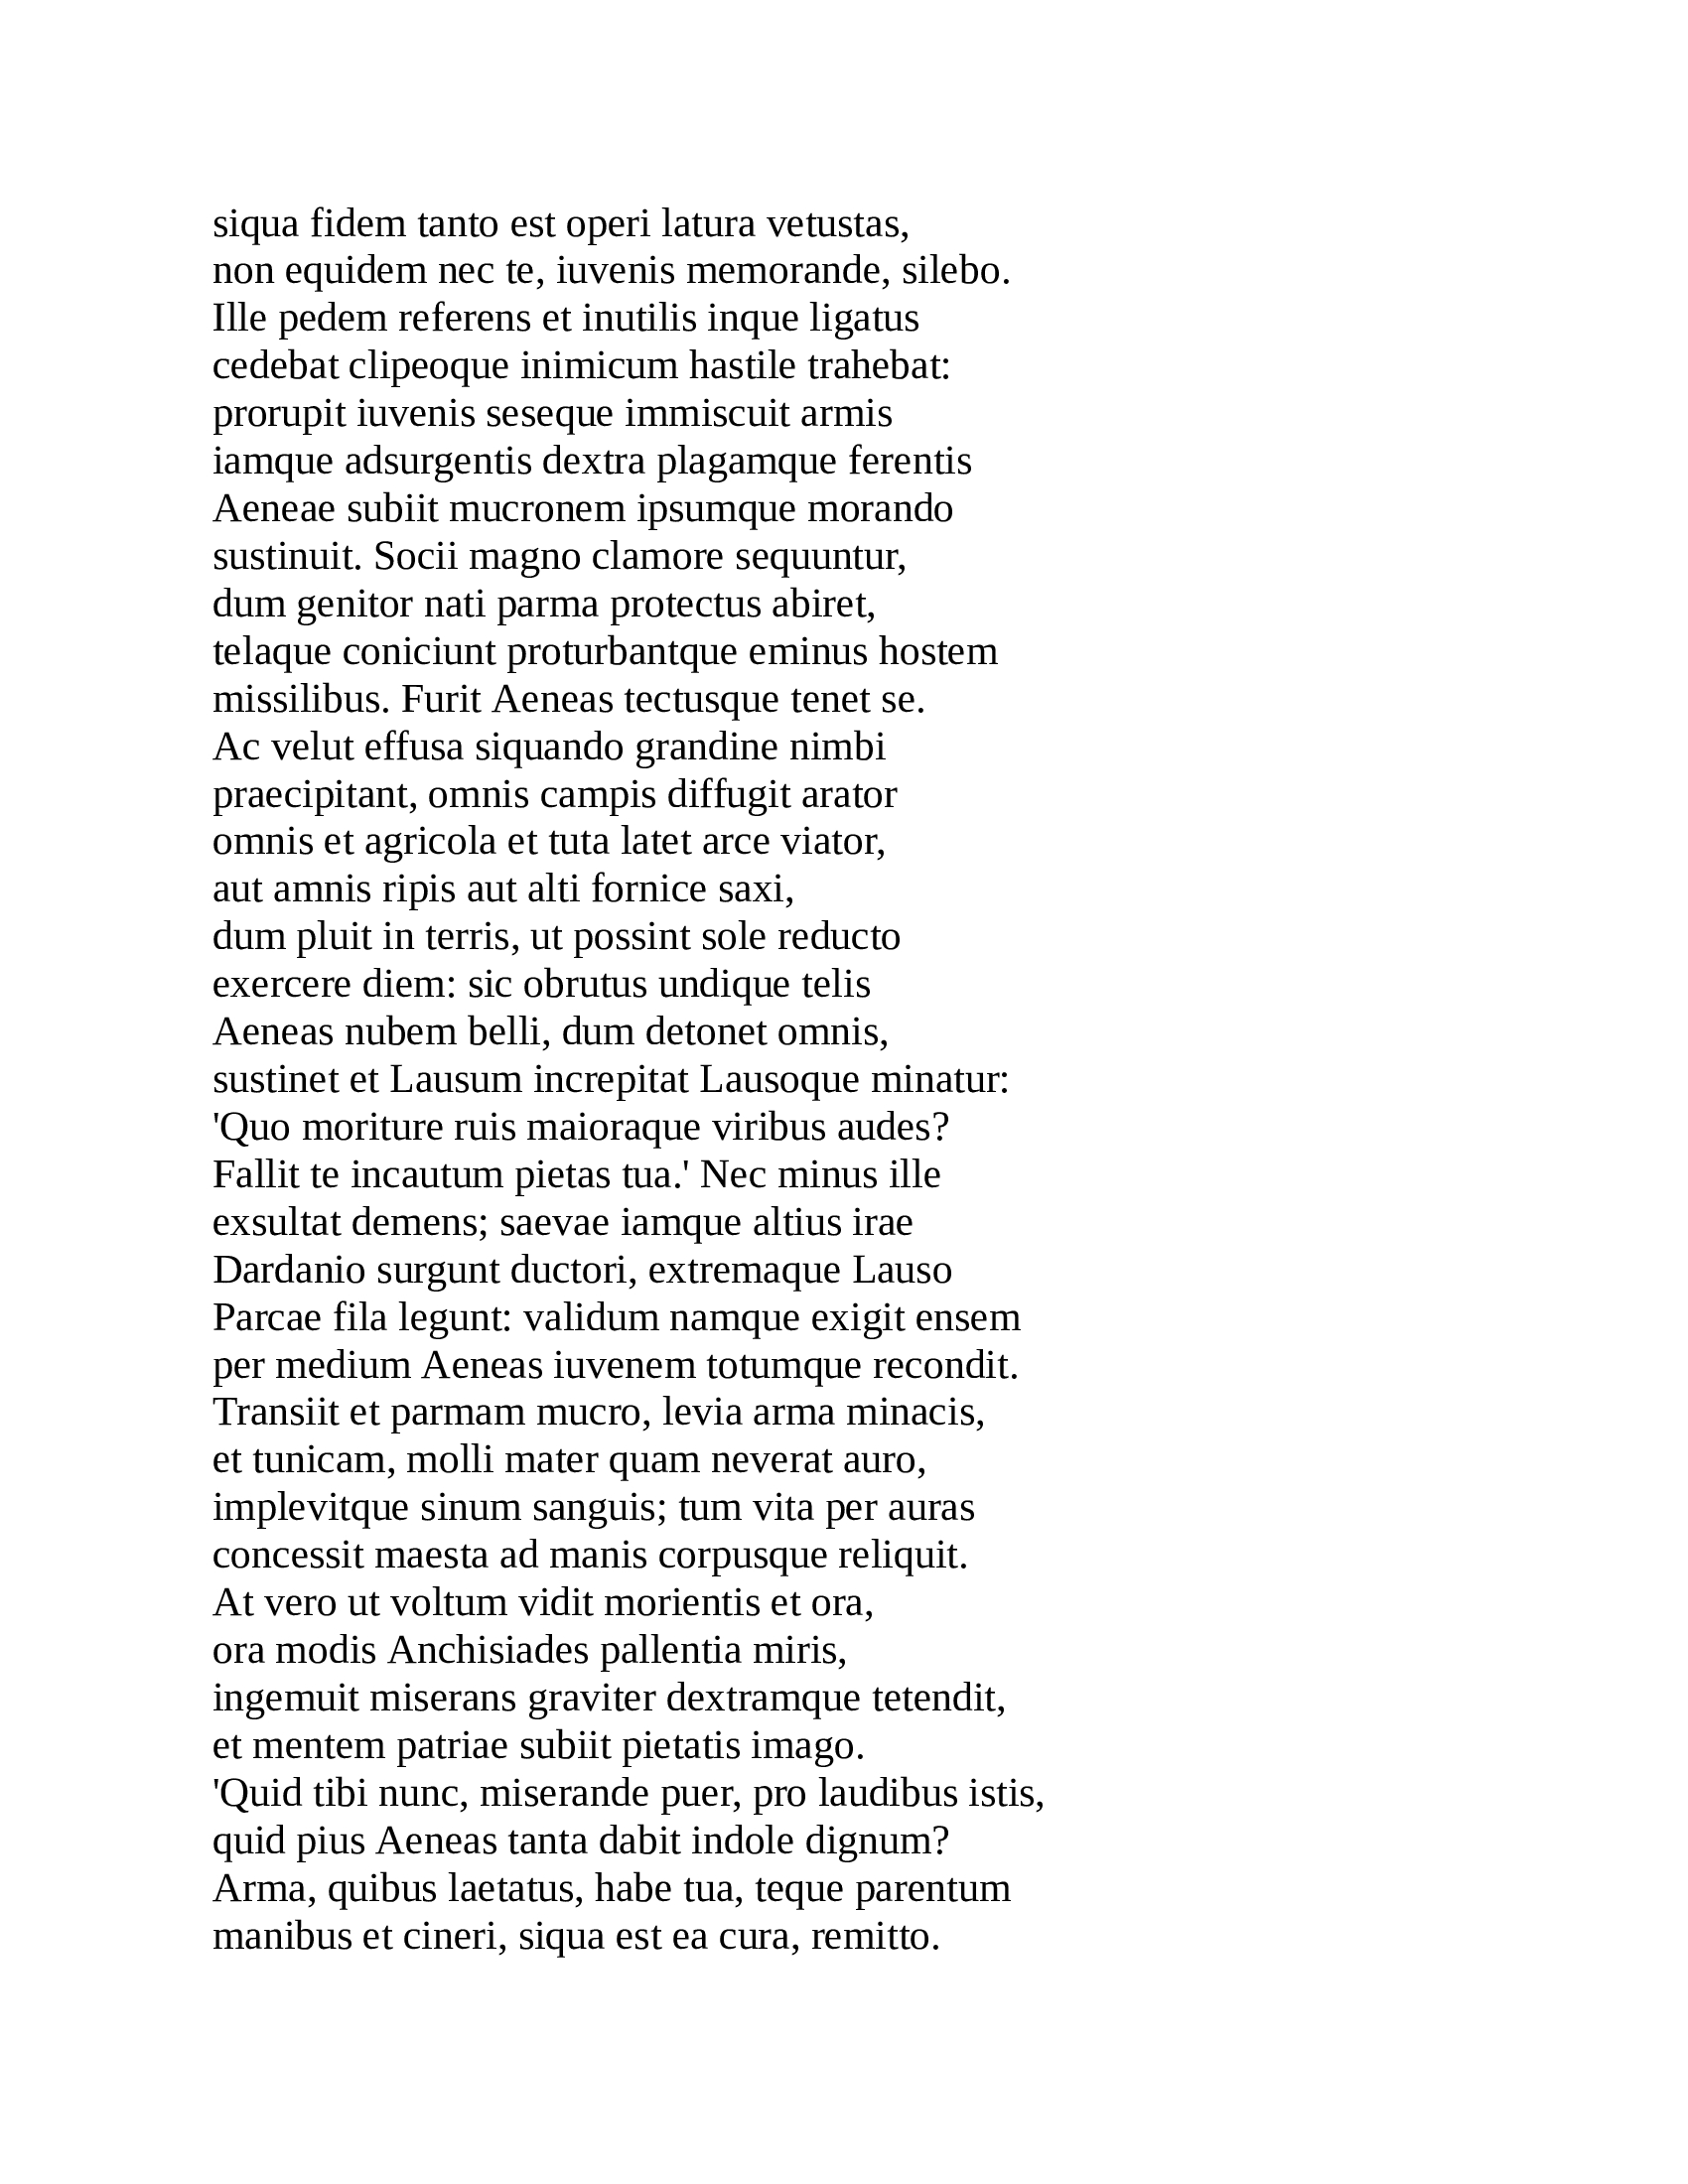 siqua fidem tanto est operi latura vetustas,
non equidem nec te, iuvenis memorande, silebo.
Ille pedem referens et inutilis inque ligatus
cedebat clipeoque inimicum hastile trahebat:
prorupit iuvenis seseque immiscuit armis
iamque adsurgentis dextra plagamque ferentis
Aeneae subiit mucronem ipsumque morando
sustinuit. Socii magno clamore sequuntur,
dum genitor nati parma protectus abiret,
telaque coniciunt proturbantque eminus hostem
missilibus. Furit Aeneas tectusque tenet se.
Ac velut effusa siquando grandine nimbi
praecipitant, omnis campis diffugit arator
omnis et agricola et tuta latet arce viator,
aut amnis ripis aut alti fornice saxi,
dum pluit in terris, ut possint sole reducto
exercere diem: sic obrutus undique telis
Aeneas nubem belli, dum detonet omnis,
sustinet et Lausum increpitat Lausoque minatur:
'Quo moriture ruis maioraque viribus audes?
Fallit te incautum pietas tua.' Nec minus ille
exsultat demens; saevae iamque altius irae
Dardanio surgunt ductori, extremaque Lauso
Parcae fila legunt: validum namque exigit ensem
per medium Aeneas iuvenem totumque recondit.
Transiit et parmam mucro, levia arma minacis,
et tunicam, molli mater quam neverat auro,
implevitque sinum sanguis; tum vita per auras
concessit maesta ad manis corpusque reliquit.
At vero ut voltum vidit morientis et ora,
ora modis Anchisiades pallentia miris,
ingemuit miserans graviter dextramque tetendit,
et mentem patriae subiit pietatis imago.
'Quid tibi nunc, miserande puer, pro laudibus istis,
quid pius Aeneas tanta dabit indole dignum?
Arma, quibus laetatus, habe tua, teque parentum
manibus et cineri, siqua est ea cura, remitto.